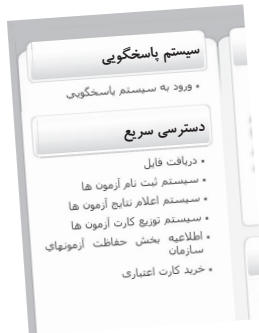 سیستم پاسخگویی
• ورود به سیستم پاسخگویی
دسترسی سریع
• دریافت فایل
• سیستم ثبت نام آزمون ها
• سیستم اعلام نتایج آزمون ها
• سیستم توزیع کارت آزمون ها
• اطلاعیه بخش حفاظت آزمونهای
سازمان
• خرید کارت اعتباری